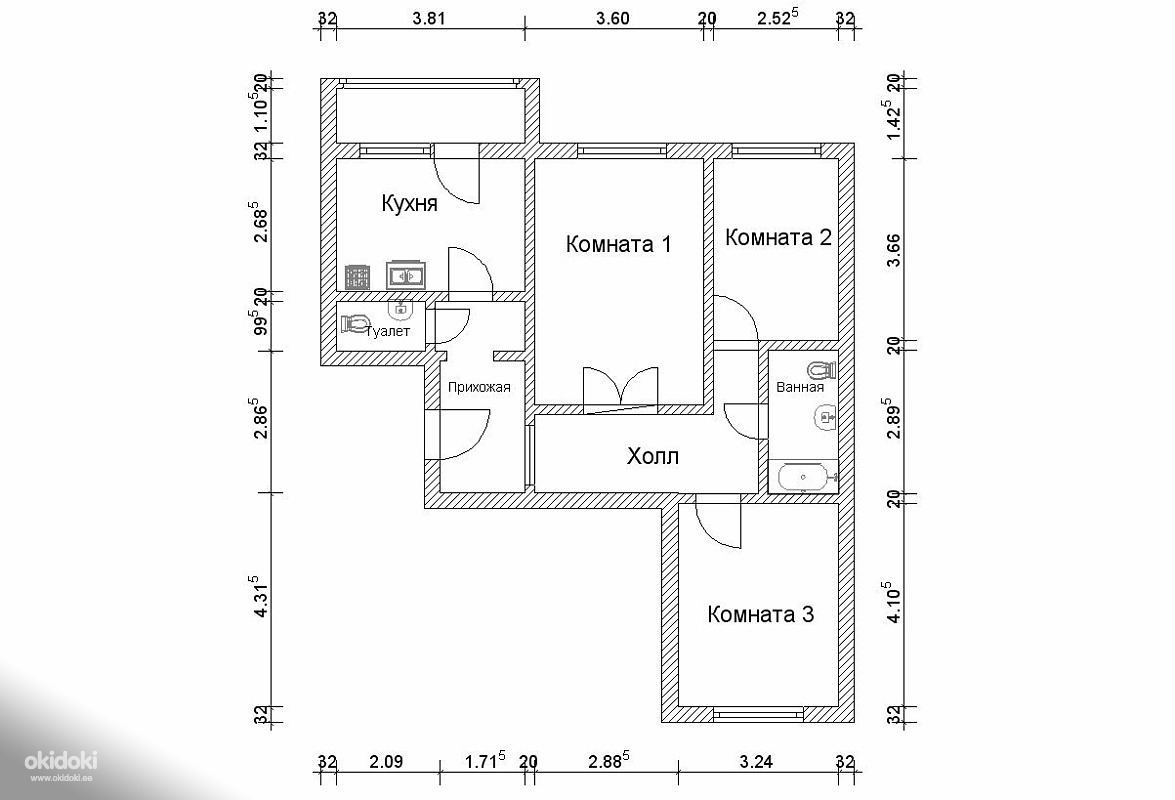 32 3.81 3.60 20 2.52⁵ 32
20 1.10⁵ 32 2.68⁵ 20 99⁵ 2.86⁵ 4.31⁵ 32
20 1.42⁵ 3.66 20 2.89⁵ 20 4.10⁵ 32
Кухня
Комната 1
Комната 2
Туалет
Прихожая
Ванная
Холл
Комната 3
32 2.09 1.71⁵ 20 2.88⁵ 3.24 32
okidoki
www.okidoki.ee